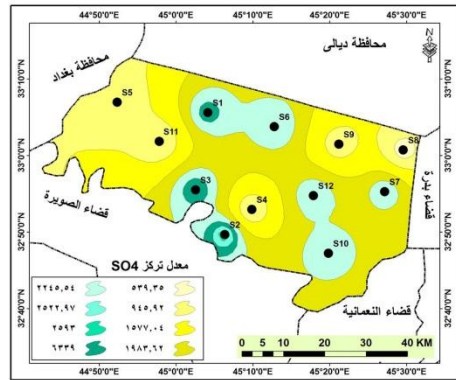 44°50'0"E 45°0'0"E 45°10'0"E 45°20'0"E 45°30'0"E
محافظة ديالى
محافظة بغداد
33°10'0"N
33°0'0"N
32°50'0"N
32°40'0"N
S5
S1
S6
S11
S9
S8
قضاء بدرة
S3
S12
S7
S4
قضاء الصويرة
S2
S10
معدل تركز SO4
٢٢٤٥,٥٤ ٥٣٩,٣٥
٢٥٢٢,٩٧ ٩٤٥,٩٢
٢٥٩٣ ١٥٧٧,٠٤
٦٣٣٩ ١٩٨٣,٦٢
قضاء النعمانية
0 5 10 20 30 40 KM